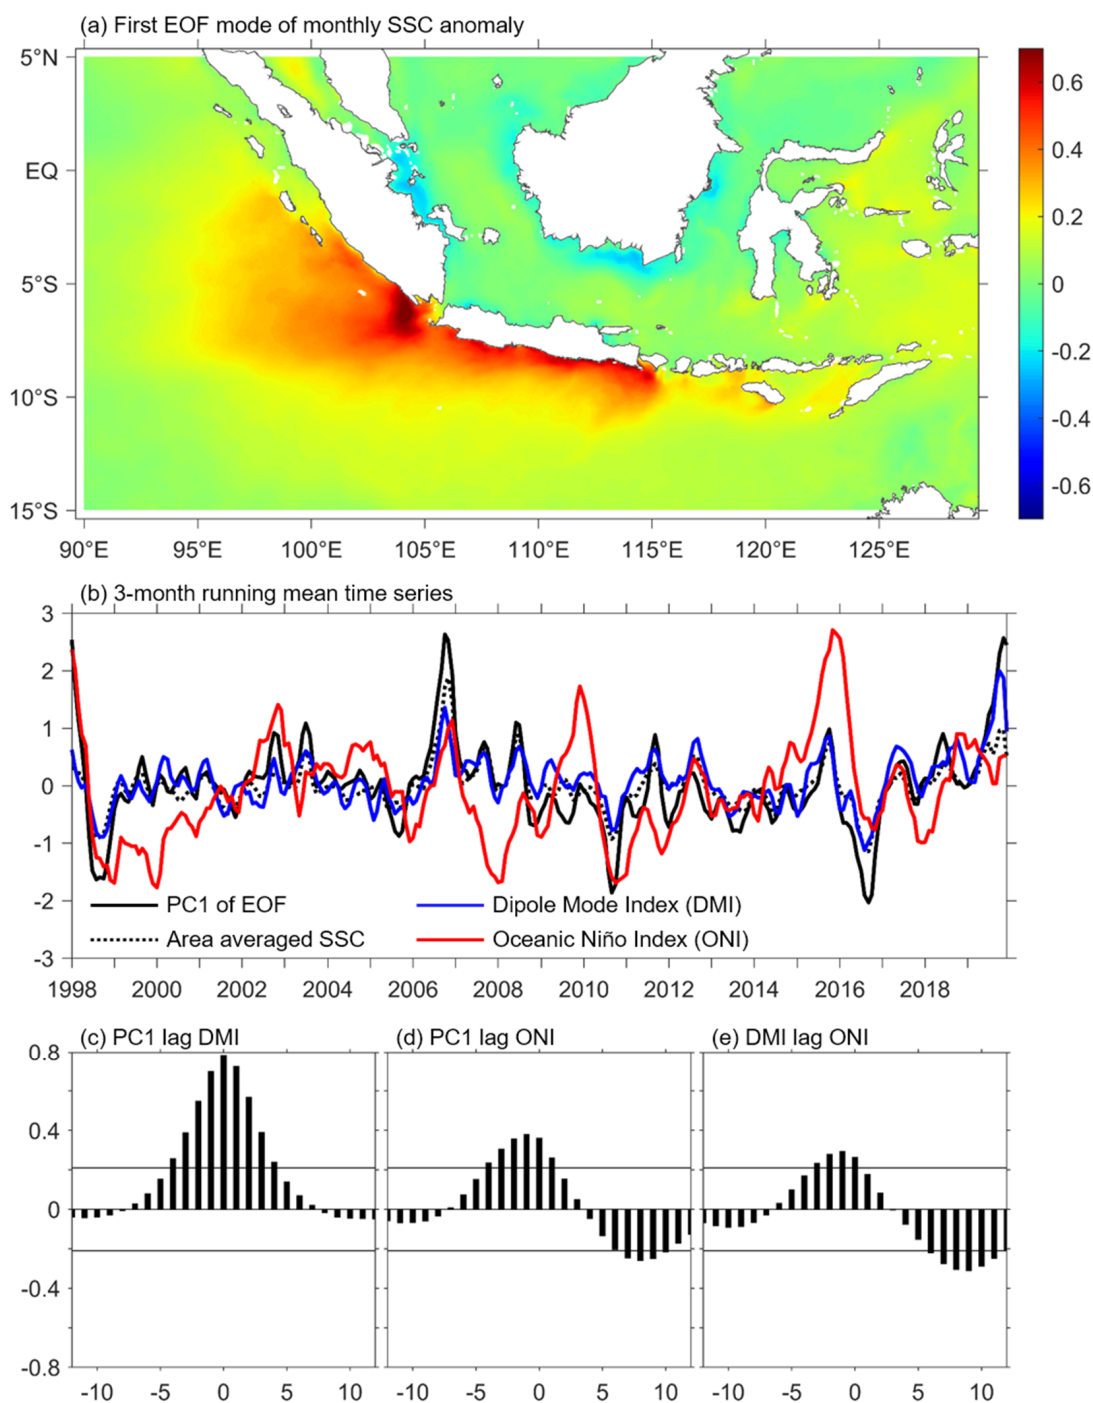 (a) First EOF mode of monthly SSC anomaly
5°N
EQ
5°S
10°S
15°S
90°E 95°E 100°E 105°E 110°E 115°E 120°E 125°E
0.6
0.4
0.2
0
-0.2
-0.4
-0.6
(b) 3-month running mean time series
3
2
1
0
-1
-2
-3
PC1 of EOF
Dipole Mode Index (DMI)
Area averaged SSC
Oceanic Niño Index (ONI)
1998 2000 2002 2004 2006 2008 2010 2012 2014 2016 2018
(c) PC1 lag DMI
(d) PC1 lag ONI
(e) DMI lag ONI
0.8
0.4
0
-0.4
-0.8
-10 -5 0 5 10
-10 -5 0 5 10
-10 -5 0 5 10